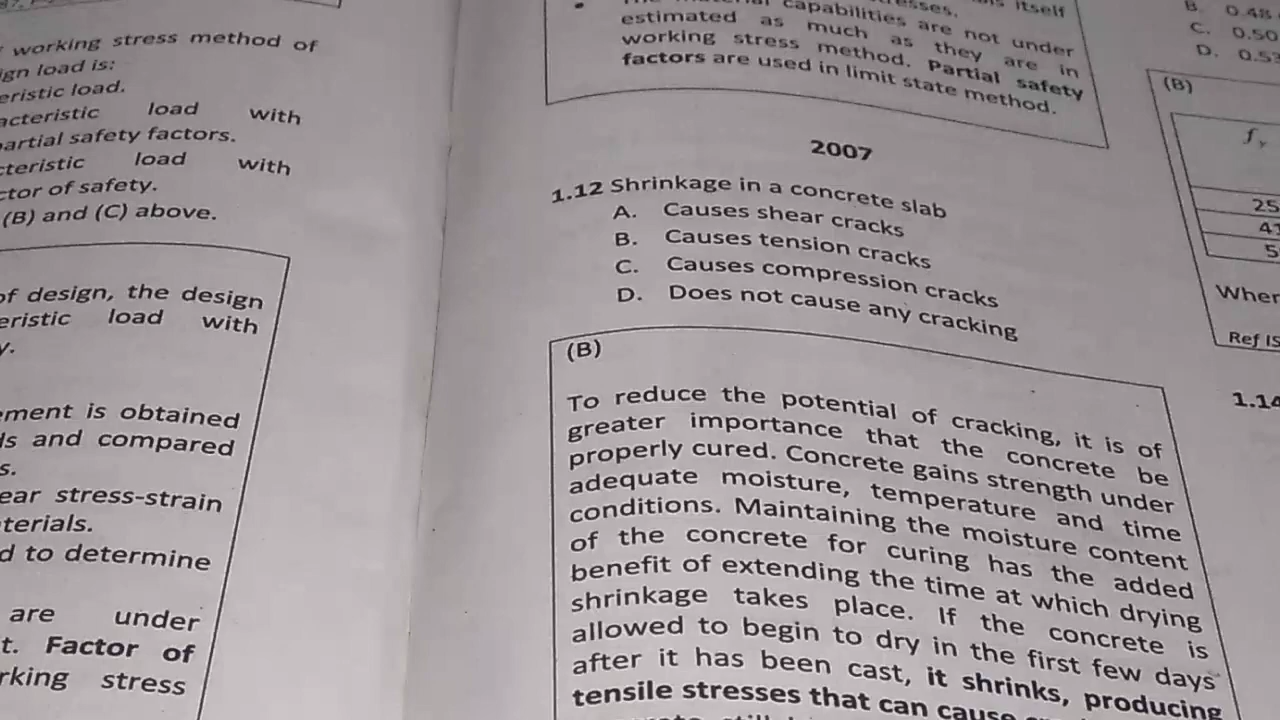 working stress method of
ign load is:
eristic load.
acteristic load with
partial safety factors.
cteristic load with
ctor of safety.
(B) and (C) above.
of design, the design
eristic load with
y.
ement is obtained
ls and compared
s.
ear stress-strain
terials.
d to determine
are under
t. Factor of
rking stress
capabilities are not under
estimated as much as they are in
working stress method. Partial safety
factors are used in limit state method.
2007
1.12 Shrinkage in a concrete slab
A. Causes shear cracks
B. Causes tension cracks
C. Causes compression cracks
D. Does not cause any cracking
(B)
To reduce the potential of cracking, it is of
greater importance that the concrete be
properly cured. Concrete gains strength under
adequate moisture, temperature and time
conditions. Maintaining the moisture content
of the concrete for curing has the added
benefit of extending the time at which drying
shrinkage takes place. If the concrete is
allowed to begin to dry in the first few days
after it has been cast, it shrinks, producing
tensile stresses that can cause
B. 0.48
C. 0.50
D. 0.53
(B)
fy
25
41
5
Wher
Ref IS
1.14